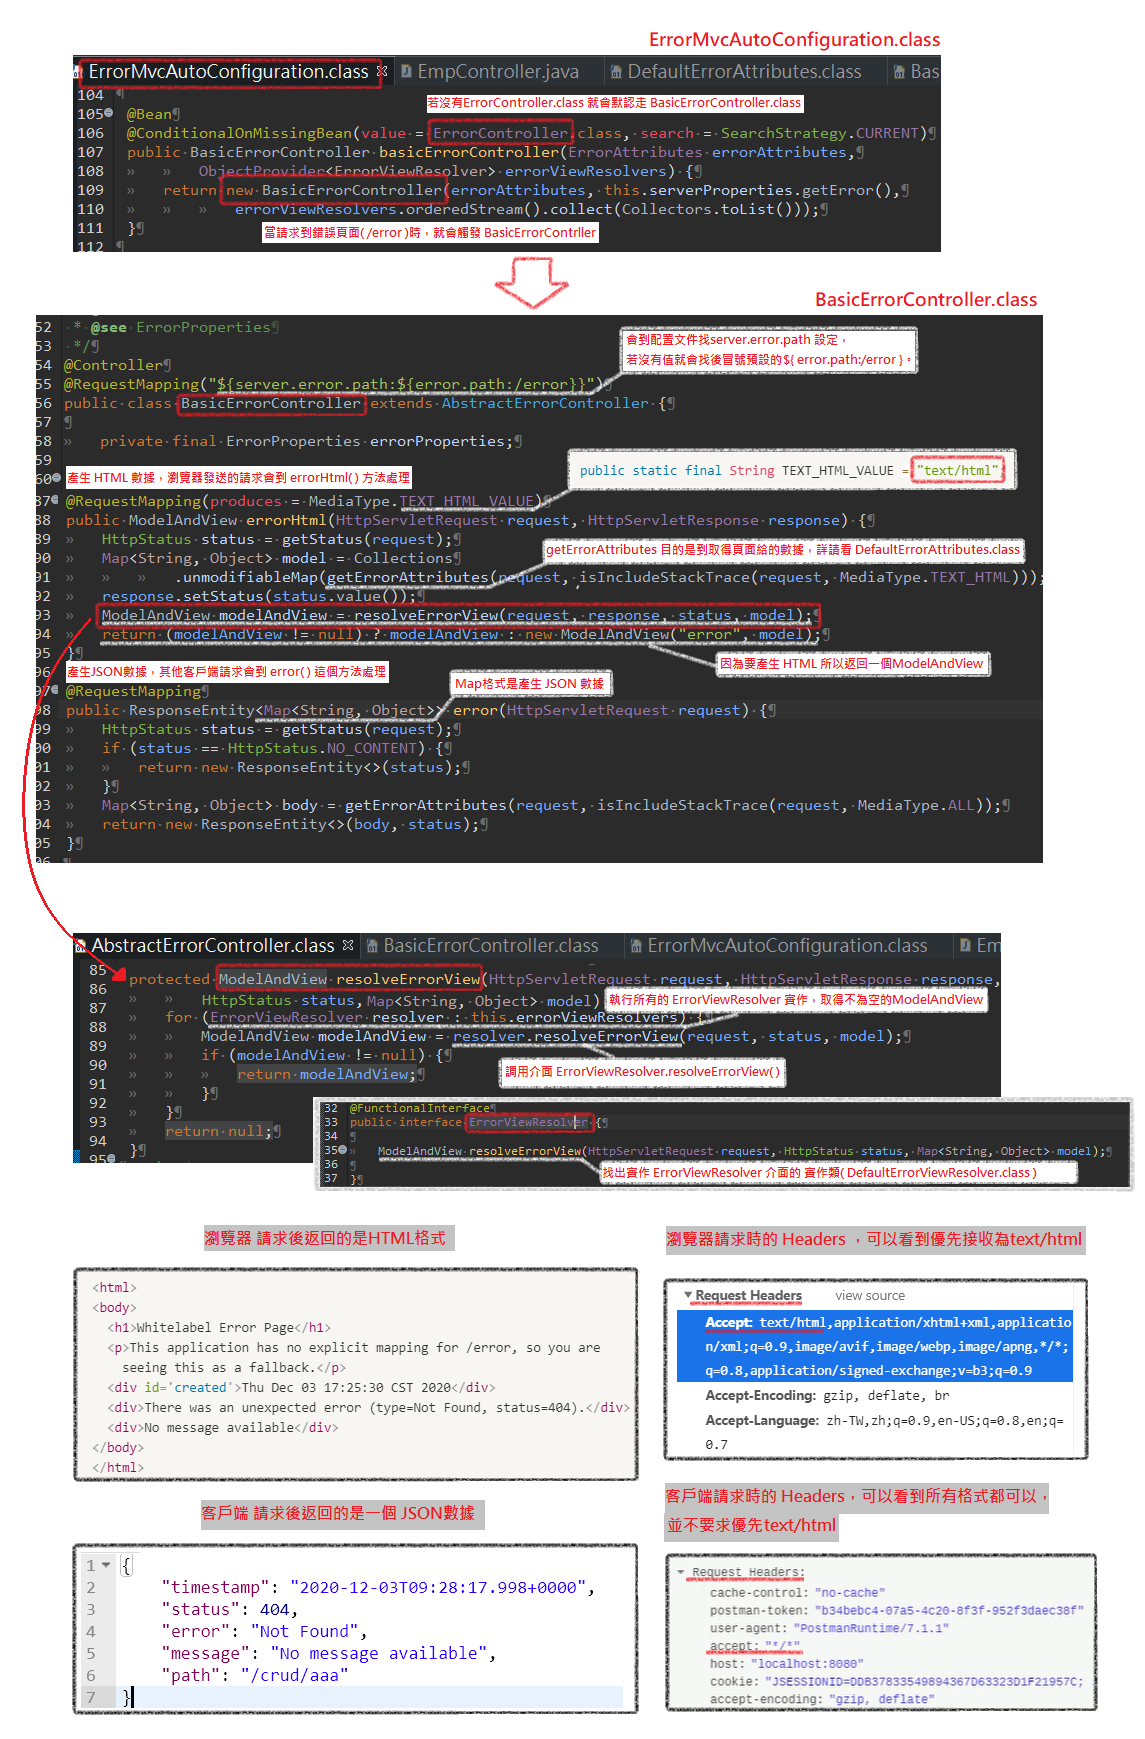 ErrorMvcAutoConfiguration.class
ErrorMvcAutoConfiguration.class EmpController.java DefaultErrorAttributes.class Bas
104
若沒有ErrorController.class 就會默認走 BasicErrorController.class
105 @Bean
106 @ConditionalOnMissingBean(value = ErrorController.class, search = SearchStrategy.CURRENT)
107 public BasicErrorController basicErrorController(ErrorAttributes errorAttributes,
108 ObjectProvider<ErrorViewResolver> errorViewResolvers) {
109 return new BasicErrorController(errorAttributes, this.serverProperties.getError(),
110 errorViewResolvers.orderedStream().collect(Collectors.toList()));
111 }
當請求到錯誤頁面(/error)時，就會觸發 BasicErrorContrller
112
BasicErrorController.class
52 * @see ErrorProperties
會到配置文件找server.error.path 設定，
53 */
若沒有值就會找後冒號預設的${ error.path:/error }。
54 @Controller
55 @RequestMapping("${server.error.path:${error.path:/error}}")
56 public class BasicErrorController extends AbstractErrorController {
57
58 private final ErrorProperties errorProperties;
59
public static final String TEXT_HTML_VALUE = "text/html"
60 產生 HTML 數據，瀏覽器發送的請求會到 errorHtml() 方法處理
87 @RequestMapping(produces = MediaType.TEXT_HTML_VALUE)
88 public ModelAndView errorHtml(HttpServletRequest request, HttpServletResponse response) {
89 HttpStatus status = getStatus(request);
getErrorAttributes 目的是到取得頁面給的數據，詳請看 DefaultErrorAttributes.class
90 Map<String, Object> model = Collections
91 .unmodifiableMap(getErrorAttributes(request, isIncludeStackTrace(request, MediaType.TEXT_HTML)));
92 response.setStatus(status.value());
93 ModelAndView modelAndView = resolveErrorView(request, response, status, model);
94 return (modelAndView != null) ? modelAndView : new ModelAndView("error", model);
95 }
因為要產生 HTML 所以返回一個ModelAndView
96 產生JSON數據，其他客戶端請求會到 error() 這個方法處理
Map格式是產生 JSON 數據
97 @RequestMapping
98 public ResponseEntity<Map<String, Object>> error(HttpServletRequest request) {
99 HttpStatus status = getStatus(request);
00 if (status == HttpStatus.NO_CONTENT) {
01 return new ResponseEntity<>(status);
02 }
03 Map<String, Object> body = getErrorAttributes(request, isIncludeStackTrace(request, MediaType.ALL));
04 return new ResponseEntity<>(body, status);
05 }
06
AbstractErrorController.class BasicErrorController.class ErrorMvcAutoConfiguration.class Em
85
86 protected ModelAndView resolveErrorView(HttpServletRequest request, HttpServletResponse response,
87 HttpStatus status, Map<String, Object> model)
執行所有的 ErrorViewResolver 實作，取得不為空的ModelAndView
88 for (ErrorViewResolver resolver : this.errorViewResolvers) {
89 ModelAndView modelAndView = resolver.resolveErrorView(request, status, model);
90 if (modelAndView != null) {
91 return modelAndView;
調用介面 ErrorViewResolver.resolveErrorView()
92 }
93 }
94 return null;
95 }
32 @FunctionalInterface
33 public interface ErrorViewResolver {
34
35 ModelAndView resolveErrorView(HttpServletRequest request, HttpStatus status, Map<String, Object> model);
36
找出實作 ErrorViewResolver 介面的 實作類( DefaultErrorViewResolver.class )
37 }
瀏覽器 請求後返回的是HTML格式
<html>
<body>
<h1>Whitelabel Error Page</h1>
<p>This application has no explicit mapping for /error, so you are
seeing this as a fallback.</p>
<div id='created'>Thu Dec 03 17:25:30 CST 2020</div>
<div>There was an unexpected error (type=Not Found, status=404).</div>
<div>No message available</div>
</body>
</html>
瀏覽器請求時的 Headers ，可以看到優先接收為text/html
Request Headers view source
Accept: text/html,application/xhtml+xml,applicatio
n/xml;q=0.9,image/avif,image/webp,image/apng,*/*;
q=0.8,application/signed-exchange;v=b3;q=0.9
Accept-Encoding: gzip, deflate, br
Accept-Language: zh-TW,zh;q=0.9,en-US;q=0.8,en;q=
0.7
客戶端 請求後返回的是一個 JSON數據
1 {
2 "timestamp": "2020-12-03T09:28:17.998+0000",
3 "status": 404,
4 "error": "Not Found",
5 "message": "No message available",
6 "path": "/crud/aaa"
7 }
客戶端請求時的 Headers，可以看到所有格式都可以，
並不要求優先text/html
Request Headers:
cache-control: "no-cache"
postman-token: "b34bebc4-07a5-4c20-8f3f-952f3daec38f"
user-agent: "PostmanRuntime/7.1.1"
accept: "*/*"
host: "localhost:8080"
cookie: "JSESSIONID=DDB37833549894367D63323D1F21957C;
accept-encoding: "gzip, deflate"